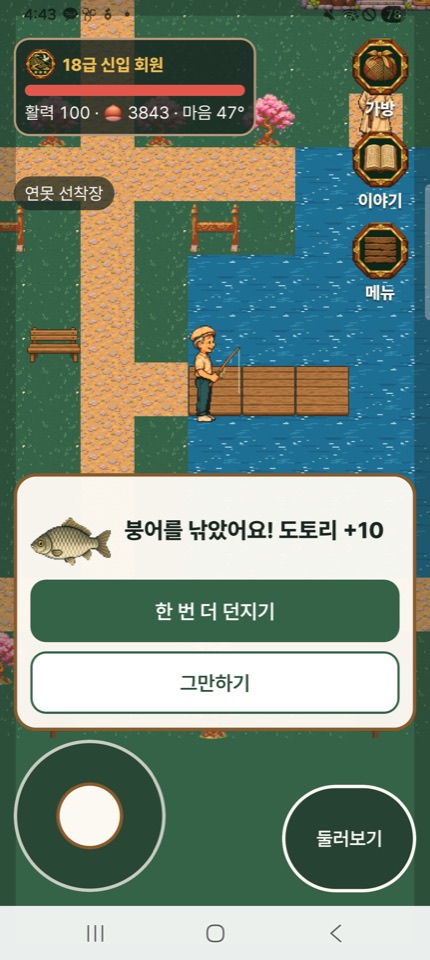 4:43
78
18급 신입 회원
활력 100 · 3843 · 마음 47°
가방
연못 선착장
이야기
메뉴
붕어를 낚았어요! 도토리 +10
한 번 더 던지기
그만하기
둘러보기